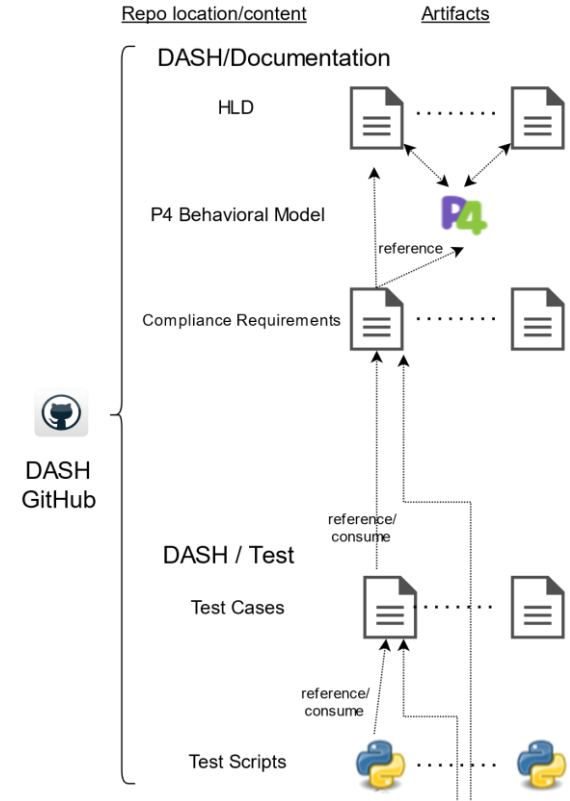 Repo location/content Artifacts
DASH/Documentation
HLD
P4 Behavioral Model
P4
reference
Compliance Requirements
DASH
GitHub
reference/
consume
DASH / Test
Test Cases
reference/
consume
Test Scripts